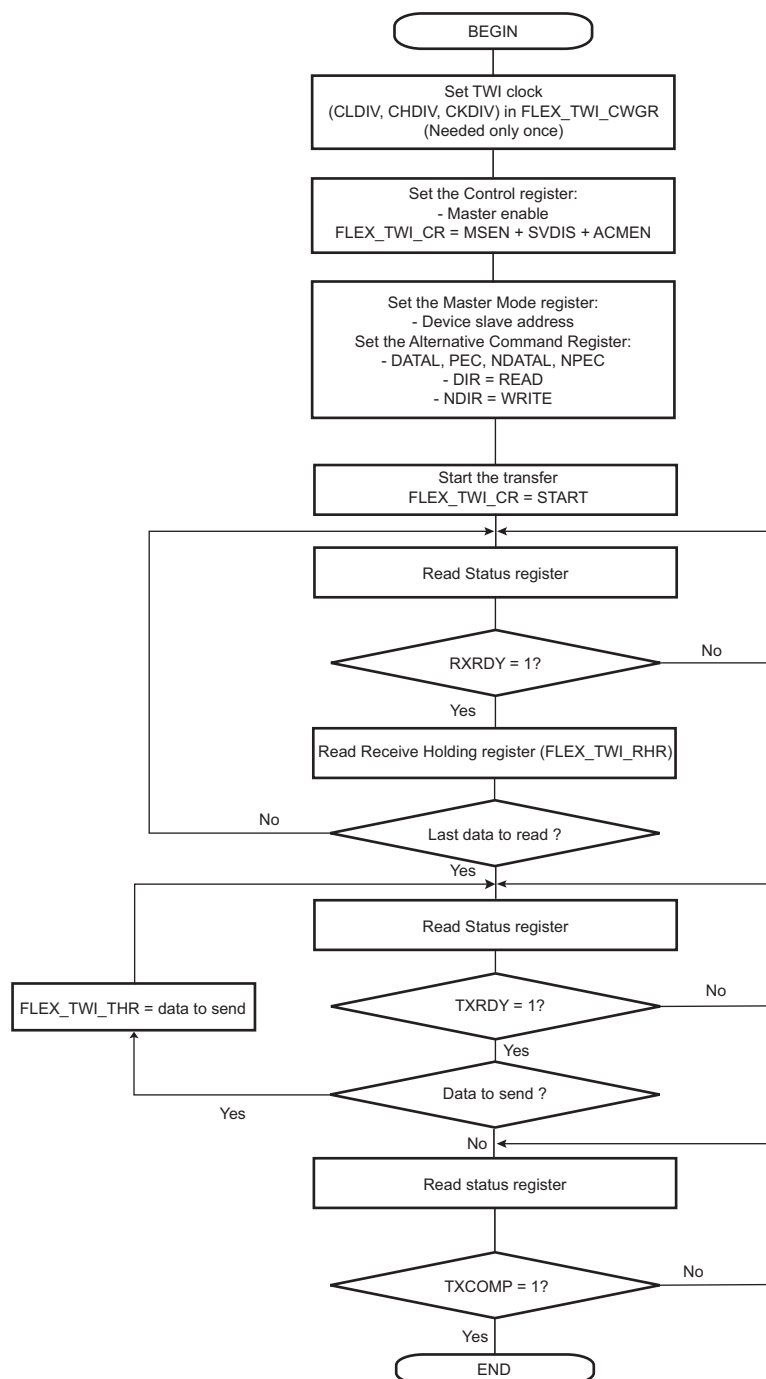 BEGIN
Set TWI clock
(CLDIV, CHDIV, CKDIV) in FLEX_TWI_CWGR
(Needed only once)
Set the Control register:
- Master enable
FLEX_TWI_CR = MSEN + SVDIS + ACMEN
Set the Master Mode register:
- Device slave address
Set the Alternative Command Register:
- DATAL, PEC, NDATAL, NPEC
- DIR = READ
- NDIR = WRITE
Start the transfer
FLEX_TWI_CR = START
Read Status register
RXRDY = 1?
No
Yes
Read Receive Holding register (FLEX_TWI_RHR)
No
Last data to read ?
Yes
Read Status register
FLEX_TWI_THR = data to send
TXRDY = 1?
No
Yes
Data to send ?
Yes
No
Read status register
TXCOMP = 1?
No
Yes
END